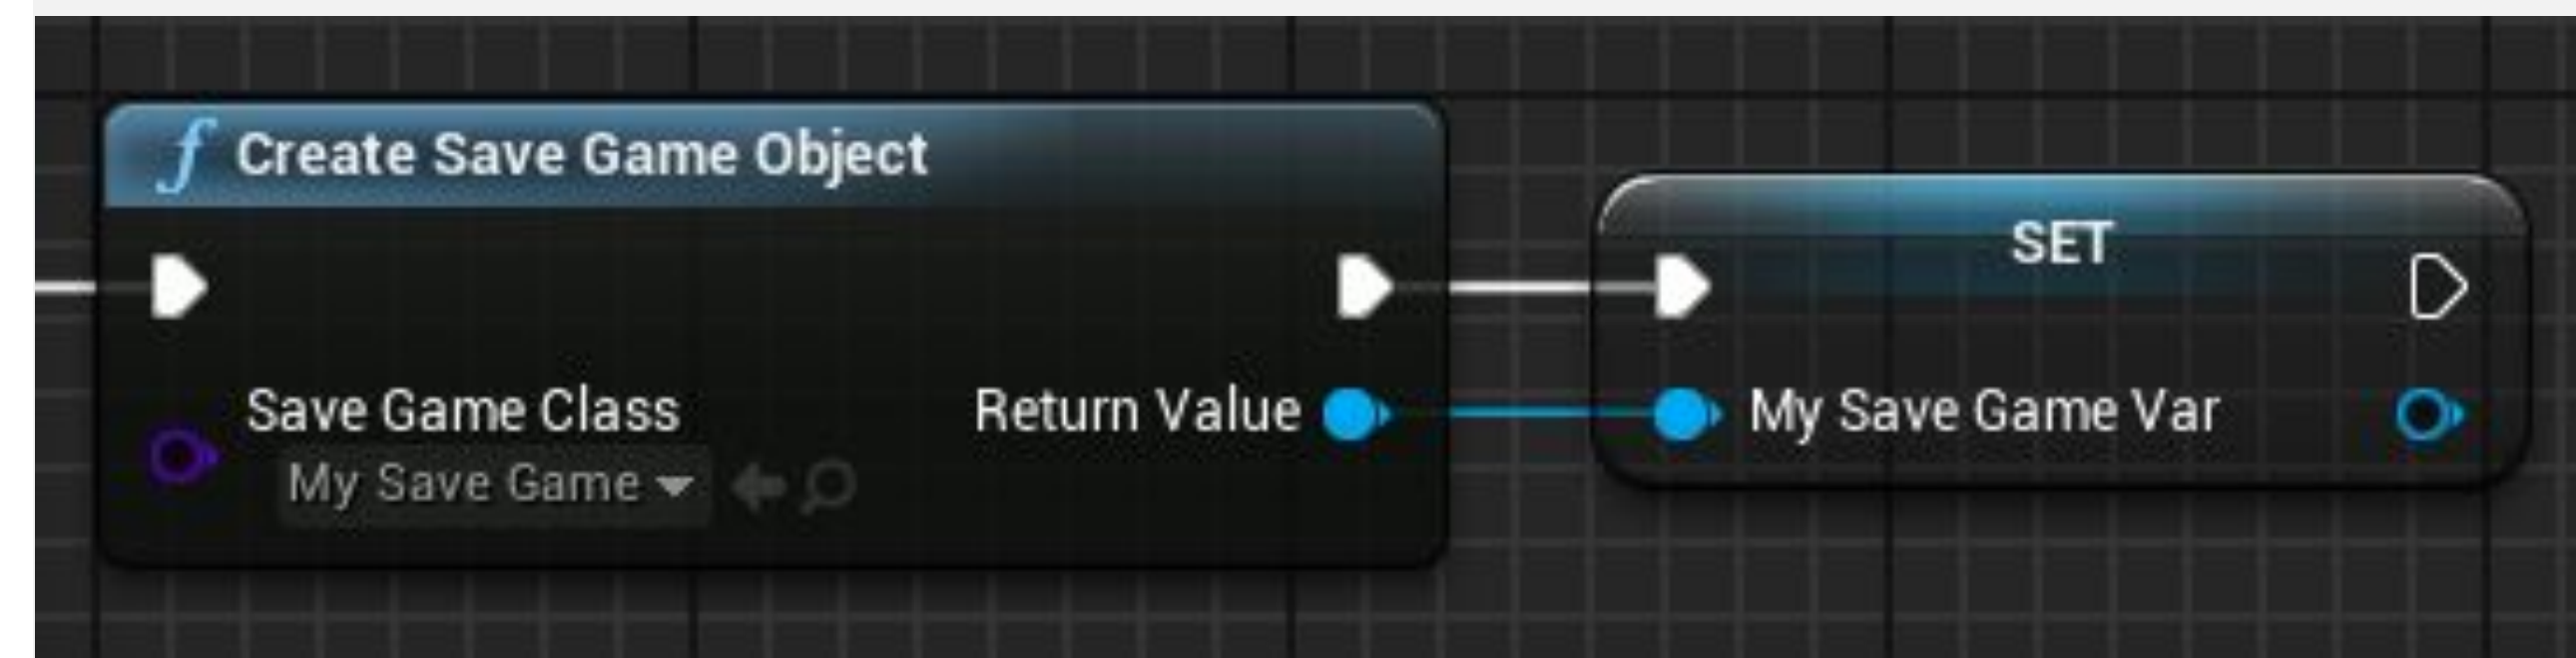 f Create Save Game Object
SET
Save Game Class
My Save Game
Return Value
My Save Game Var